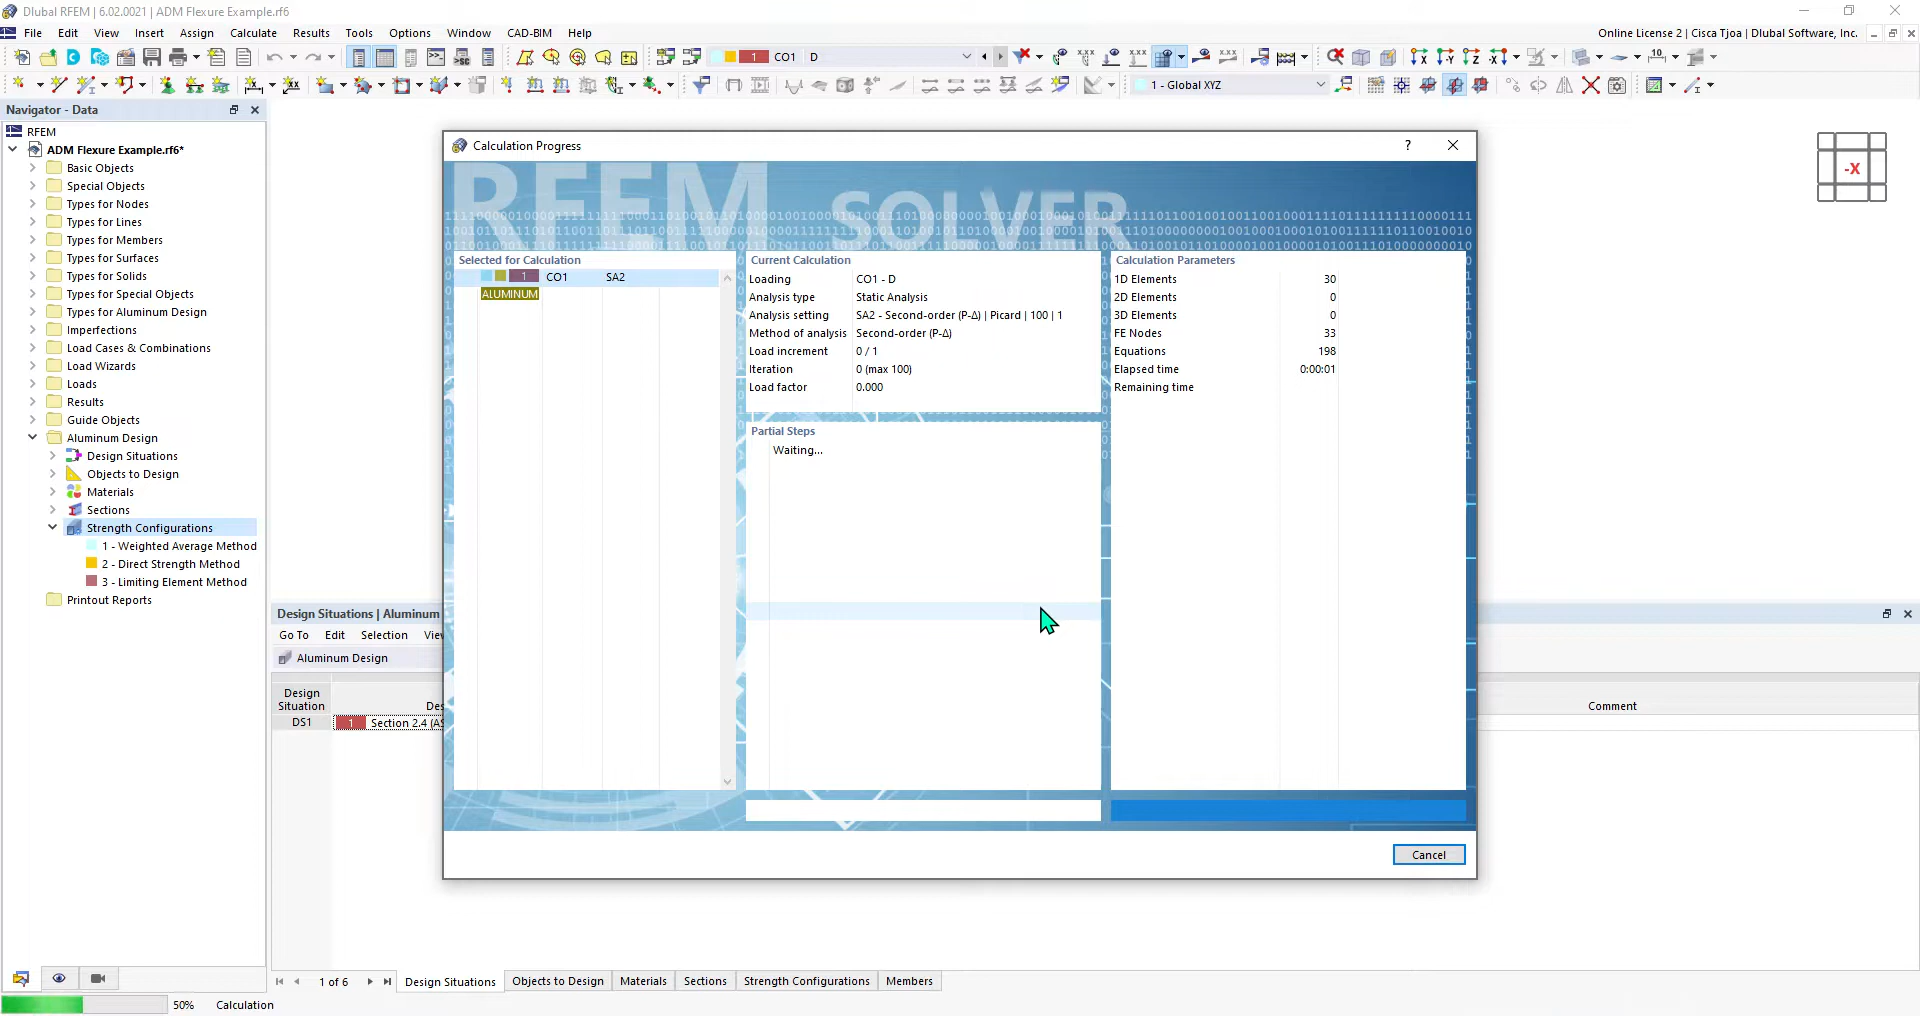 Dlubal RFEM | 6.02.0021 | ADM Flexure Example.rf6
File Edit View Insert Assign Calculate Results Tools Options Window CAD-BIM Help
Online License 2 | Cisca Tjoa | Dlubal Software, Inc.
1 CO1 D
1 - Global XYZ
Navigator - Data
RFEM
ADM Flexure Example.rf6*
Basic Objects
Special Objects
Types for Nodes
Types for Lines
Types for Members
Types for Surfaces
Types for Solids
Types for Special Objects
Types for Aluminum Design
Imperfections
Load Cases & Combinations
Load Wizards
Loads
Results
Guide Objects
Aluminum Design
Design Situations
Objects to Design
Materials
Sections
Strength Configurations
1 - Weighted Average Method
2 - Direct Strength Method
3 - Limiting Element Method
Printout Reports
50% Calculation
-X
Calculation Progress
?
RFEM SOLVER
Selected for Calculation
1 CO1 SA2
ALUMINUM
Current Calculation
Loading CO1 - D
Analysis type Static Analysis
Analysis setting SA2 - Second-order (P-Δ) | Picard | 100 | 1
Method of analysis Second-order (P-Δ)
Load increment 0 / 1
Iteration 0 (max 100)
Load factor 0.000
Partial Steps
Waiting...
Calculation Parameters
1D Elements 30
2D Elements 0
3D Elements 0
FE Nodes 33
Equations 198
Elapsed time 0:00:01
Remaining time
Cancel
Design Situations | Aluminum
Go To Edit Selection
Aluminum Design
Design
Situation
Comment
DS1 1 Section 2.4
1 of 6
Design Situations Objects to Design Materials Sections Strength Configurations Members